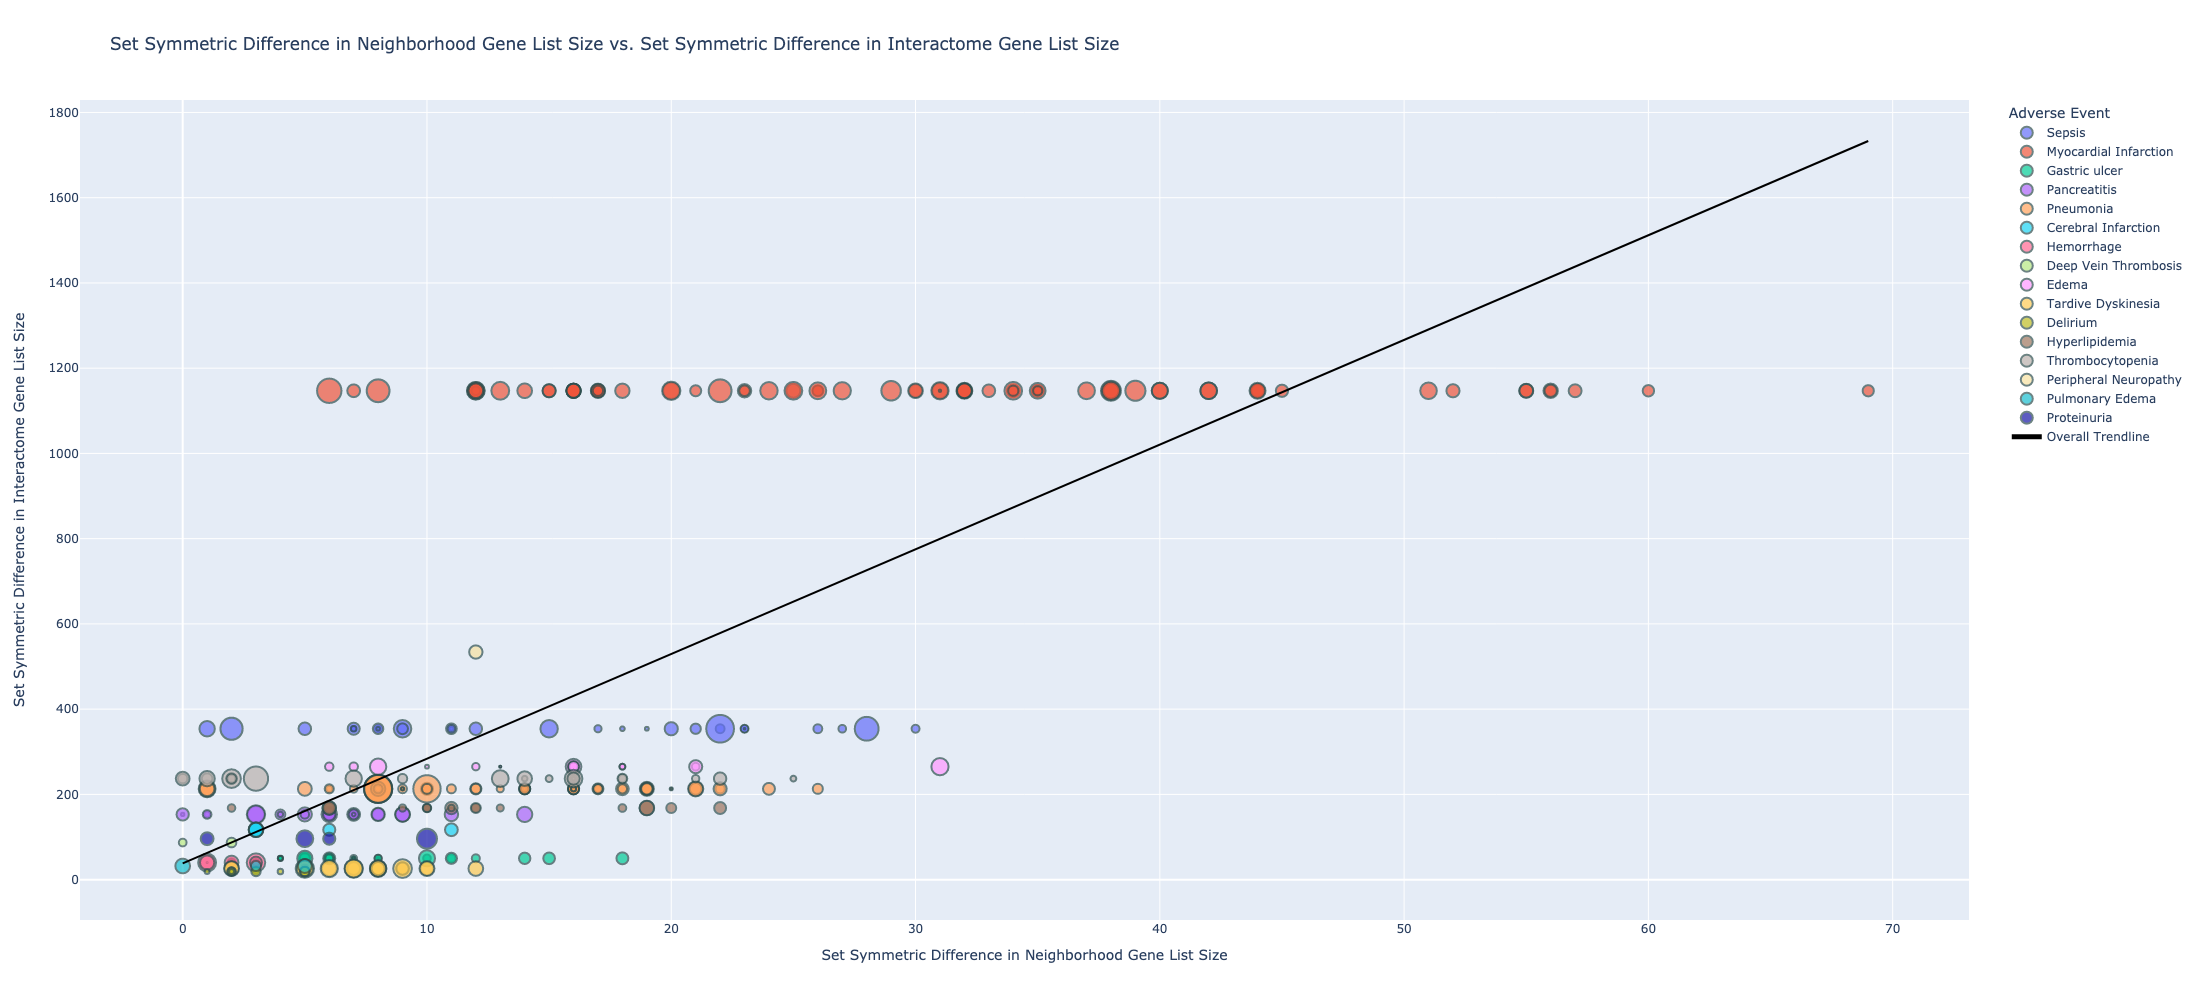 Set Symmetric Difference in Neighborhood Gene List Size vs. Set Symmetric Difference in Interactome Gene List Size
Set Symmetric Difference in Interactome Gene List Size
1800
1600
1400
1200
1000
800
600
400
200
0
0 10 20 30 40 50 60 70
Set Symmetric Difference in Neighborhood Gene List Size
Adverse Event
Sepsis
Myocardial Infarction
Gastric ulcer
Pancreatitis
Pneumonia
Cerebral Infarction
Hemorrhage
Deep Vein Thrombosis
Edema
Tardive Dyskinesia
Delirium
Hyperlipidemia
Thrombocytopenia
Peripheral Neuropathy
Pulmonary Edema
Proteinuria
Overall Trendline